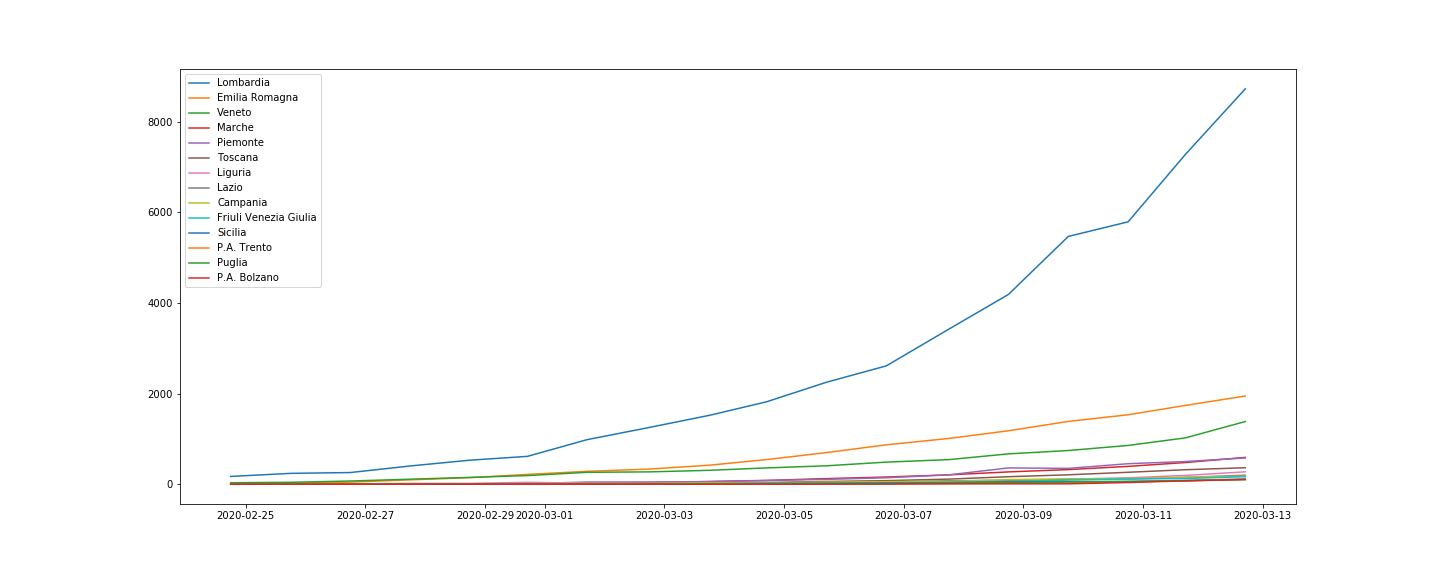 Lombardia
Emilia Romagna
Veneto
Marche
Piemonte
Toscana
Liguria
Lazio
Campania
Friuli Venezia Giulia
Sicilia
P.A. Trento
Puglia
P.A. Bolzano
8000
6000
4000
2000
0
2020-02-25 2020-02-27 2020-02-29 2020-03-01 2020-03-03 2020-03-05 2020-03-07 2020-03-09 2020-03-11 2020-03-13